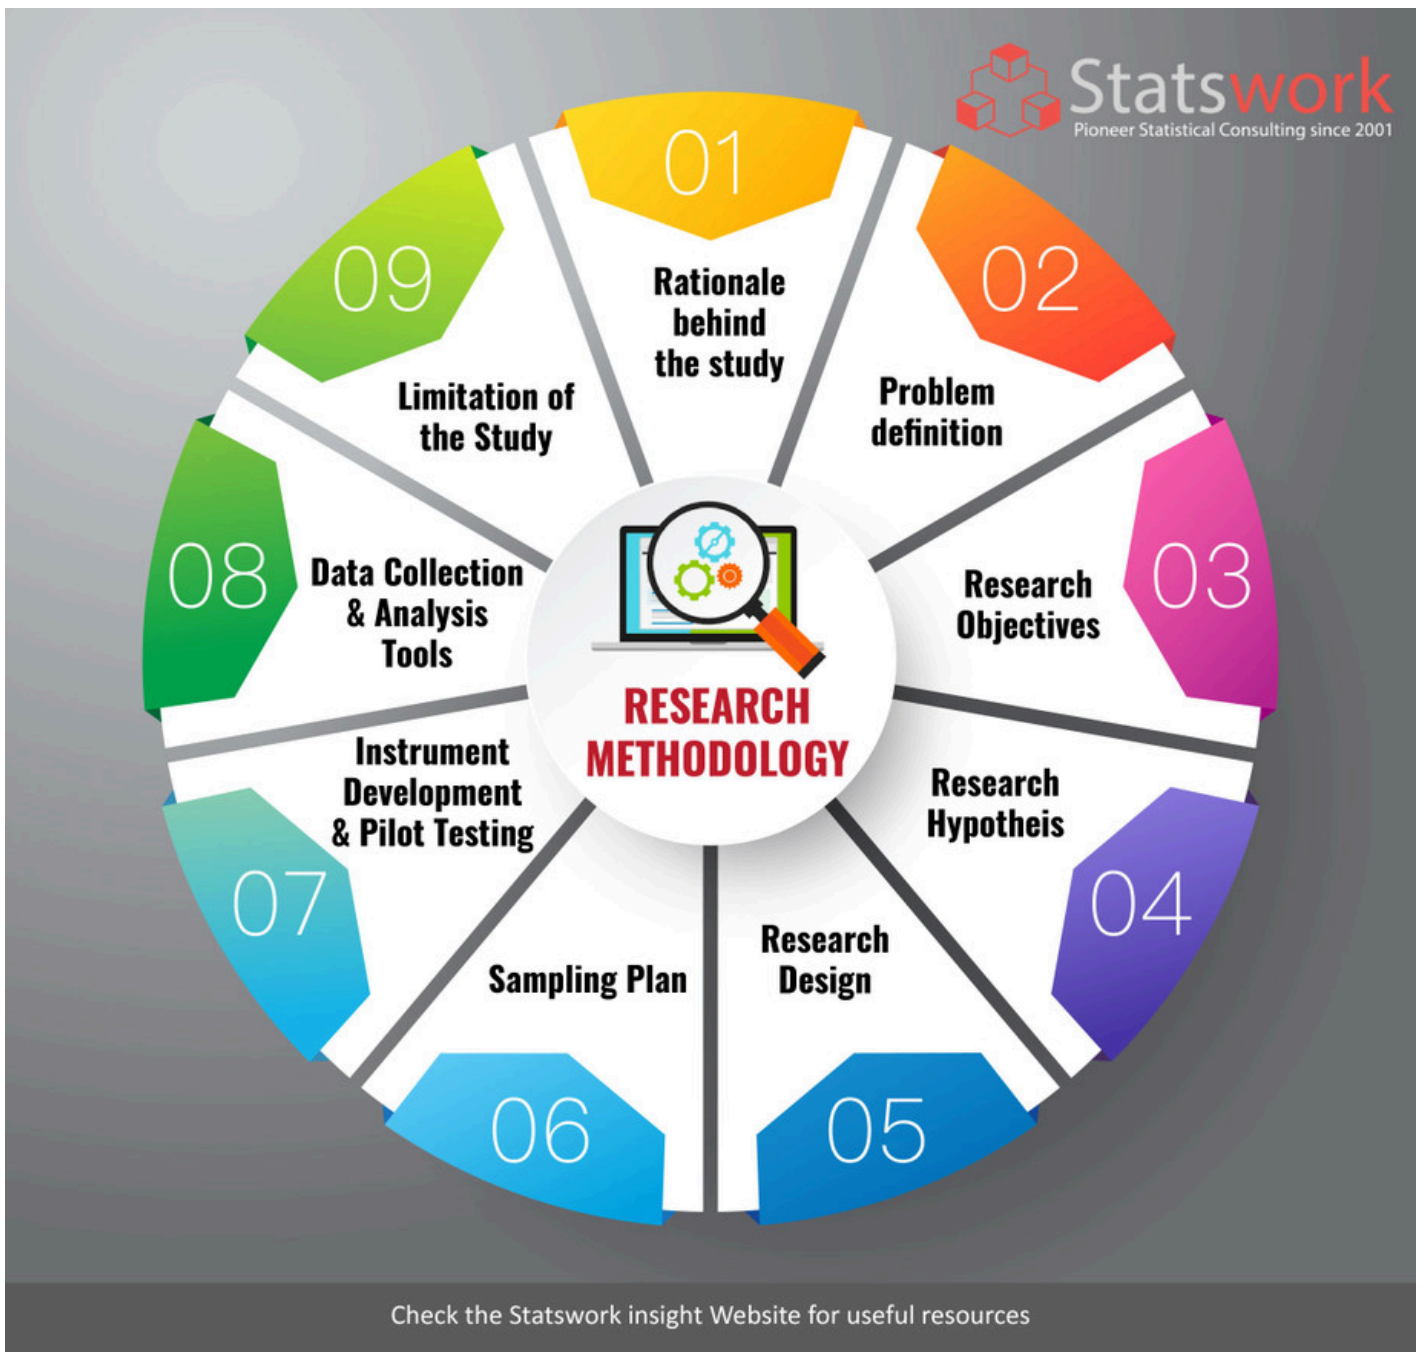 Statswork
Pioneer Statistical Consulting since 2001
01
Rationale
behind
the study
02
Problem
definition
03
Research
Objectives
04
Research
Hypotheis
05
Research
Design
06
Sampling Plan
07
Instrument
Development
& Pilot Testing
08
Data Collection
& Analysis
Tools
09
Limitation of
the Study
RESEARCH
METHODOLOGY
Check the Statswork insight Website for useful resources